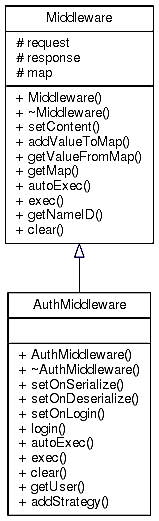 Middleware
# request
# response
# map
+ Middleware()
+ ~Middleware()
+ setContent()
+ addValueToMap()
+ getValueFromMap()
+ getMap()
+ autoExec()
+ exec()
+ getNameID()
+ clear()
AuthMiddleware
+ AuthMiddleware()
+ ~AuthMiddleware()
+ setOnSerialize()
+ setOnDeserialize()
+ setOnLogin()
+ login()
+ autoExec()
+ exec()
+ clear()
+ getUser()
+ addStrategy()